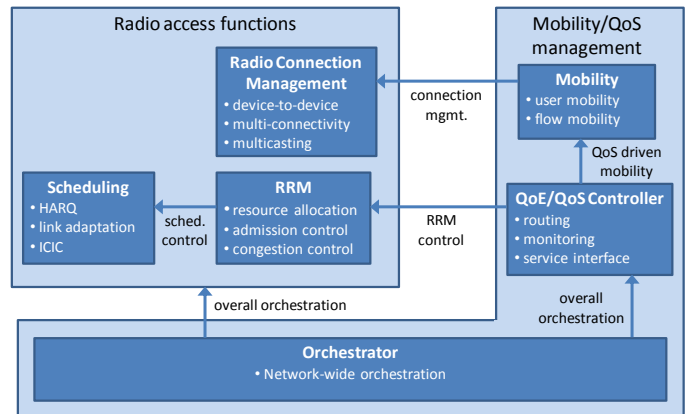 Radio access functions
Mobility/QoS
management
Radio Connection
Management
• device-to-device
• multi-connectivity
• multicasting
connection
mgmt.
Mobility
• user mobility
• flow mobility
QoS driven
mobility
Scheduling
• HARQ
• link adaptation
• ICIC
sched.
control
RRM
• resource allocation
• admission control
• congestion control
RRM
control
QoE/QoS Controller
• routing
• monitoring
• service interface
overall orchestration
overall
orchestration
Orchestrator
• Network-wide orchestration